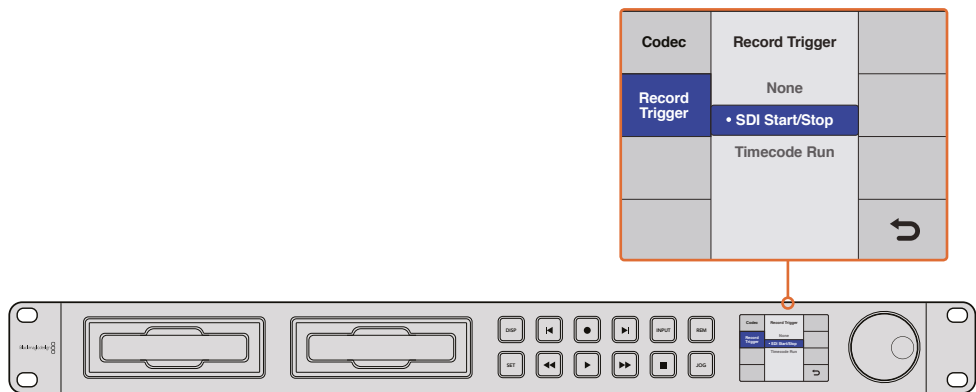 Codec
Record Trigger
None
Record
Trigger
• SDI Start/Stop
Timecode Run
DISP
INPUT
REM
SET
JOG
Codec
Record Trigger
None
Record
Trigger
• SDI Start/Stop
Timecode Run